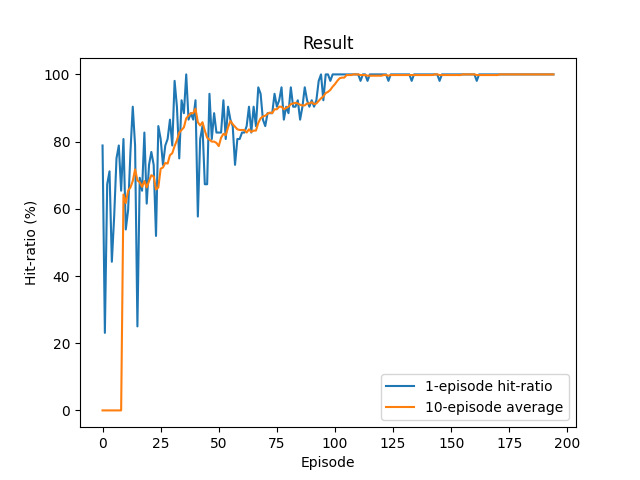 Result
100
80
60
40
20
0
Hit-ratio (%)
1-episode hit-ratio
10-episode average
0 25 50 75 100 125 150 175 200
Episode